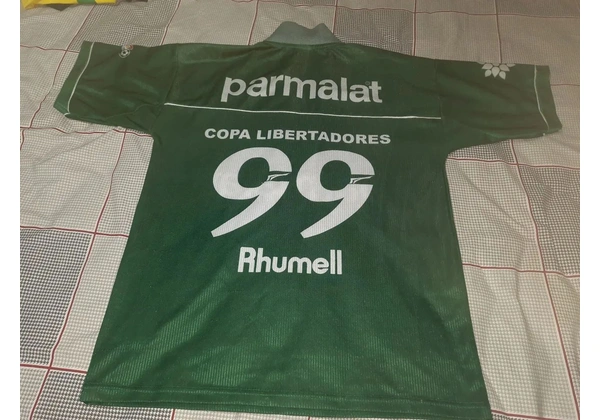 parmalat
COPA LIBERTADORES
99
Rhumell